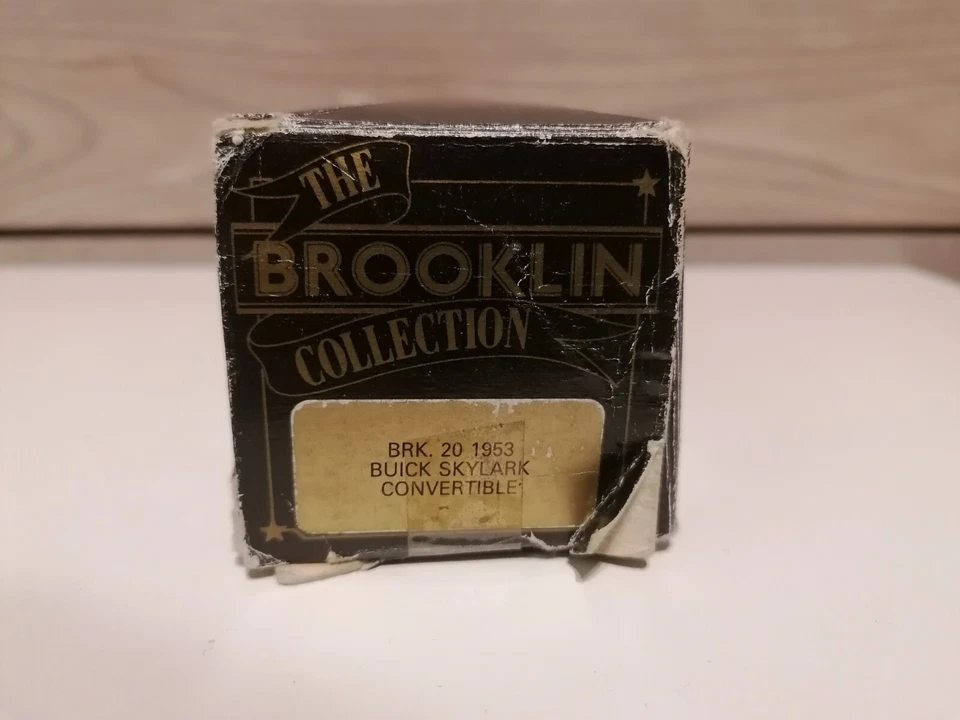 THE
BROOKLIN
COLLECTION
BRK. 20 1953
BUICK SKYLARK
CONVERTIBLE